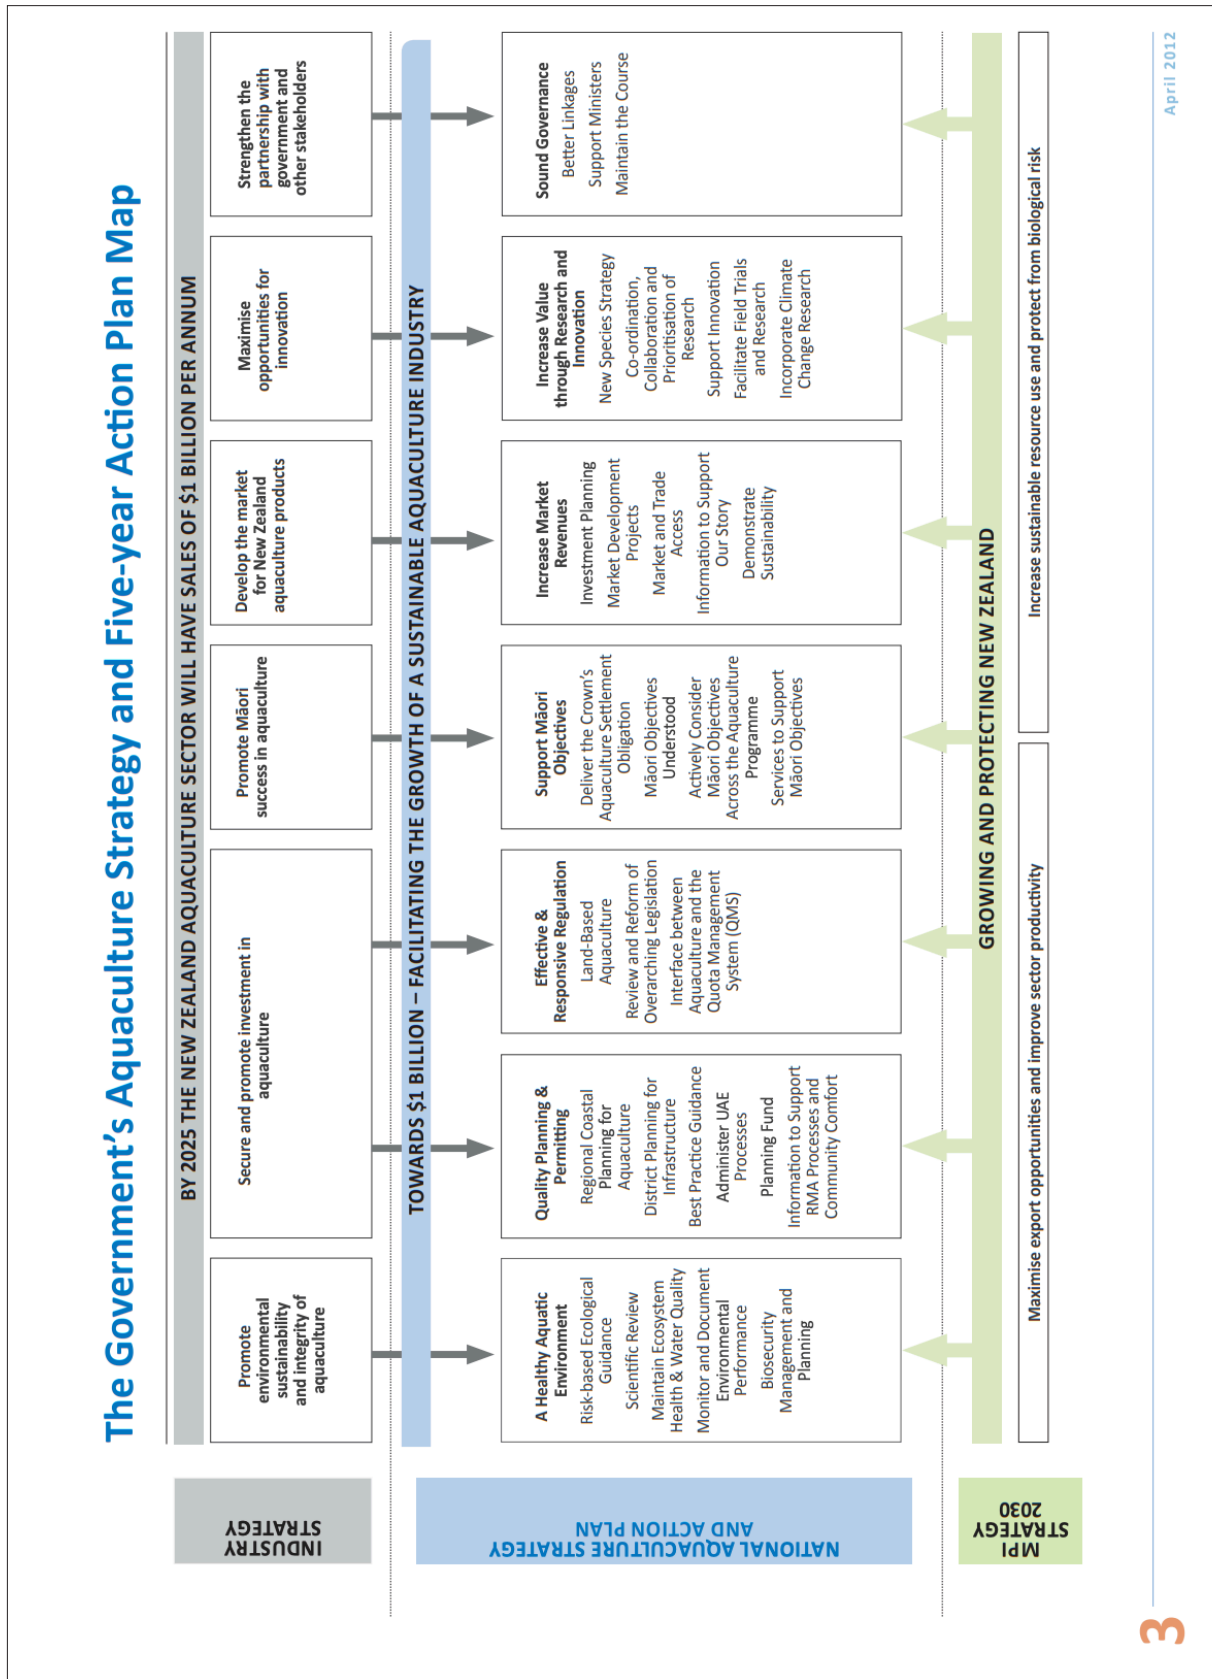 The Government's Aquaculture Strategy and Five-year Action Plan Map
INDUSTRY
STRATEGY
BY 2025 THE NEW ZEALAND AQUACULTURE SECTOR WILL HAVE SALES OF $1 BILLION PER ANNUM
Promote
environmental
sustainability
and integrity of
aquaculture
Secure and promote investment in
aquaculture
Promote Māori
success in aquaculture
Develop the market
for New Zealand
aquaculture products
Maximise
opportunities for
innovation
Strengthen the
partnership with
government and
other stakeholders
NATIONAL AQUACULTURE STRATEGY
AND ACTION PLAN
TOWARDS $1 BILLION – FACILITATING THE GROWTH OF A SUSTAINABLE AQUACULTURE INDUSTRY
A Healthy Aquatic
Environment
Risk-based Ecological
Guidance
Scientific Review
Maintain Ecosystem
Health & Water Quality
Monitor and Document
Environmental
Performance
Biosecurity
Management and
Planning
Quality Planning &
Permitting
Regional Coastal
Planning for
Aquaculture
District Planning for
Infrastructure
Best Practice Guidance
Administer UAE
Processes
Planning Fund
Information to Support
RMA Processes and
Community Comfort
Effective &
Responsive Regulation
Land-Based
Aquaculture
Review and Reform of
Overarching Legislation
Interface between
Aquaculture and the
Quota Management
System (QMS)
Support Māori
Objectives
Deliver the Crown's
Aquaculture Settlement
Obligation
Māori Objectives
Understood
Actively Consider
Māori Objectives
Across the Aquaculture
Programme
Services to Support
Māori Objectives
Increase Market
Revenues
Investment Planning
Market Development
Projects
Market and Trade
Access
Information to Support
Our Story
Demonstrate
Sustainability
Increase Value
through Research and
Innovation
New Species Strategy
Co-ordination,
Collaboration and
Prioritisation of
Research
Support Innovation
Facilitate Field Trials
and Research
Incorporate Climate
Change Research
Sound Governance
Better Linkages
Support Ministers
Maintain the Course
MPI
STRATEGY
2030
GROWING AND PROTECTING NEW ZEALAND
Maximise export opportunities and improve sector productivity
Increase sustainable resource use and protect from biological risk
3
April 2012